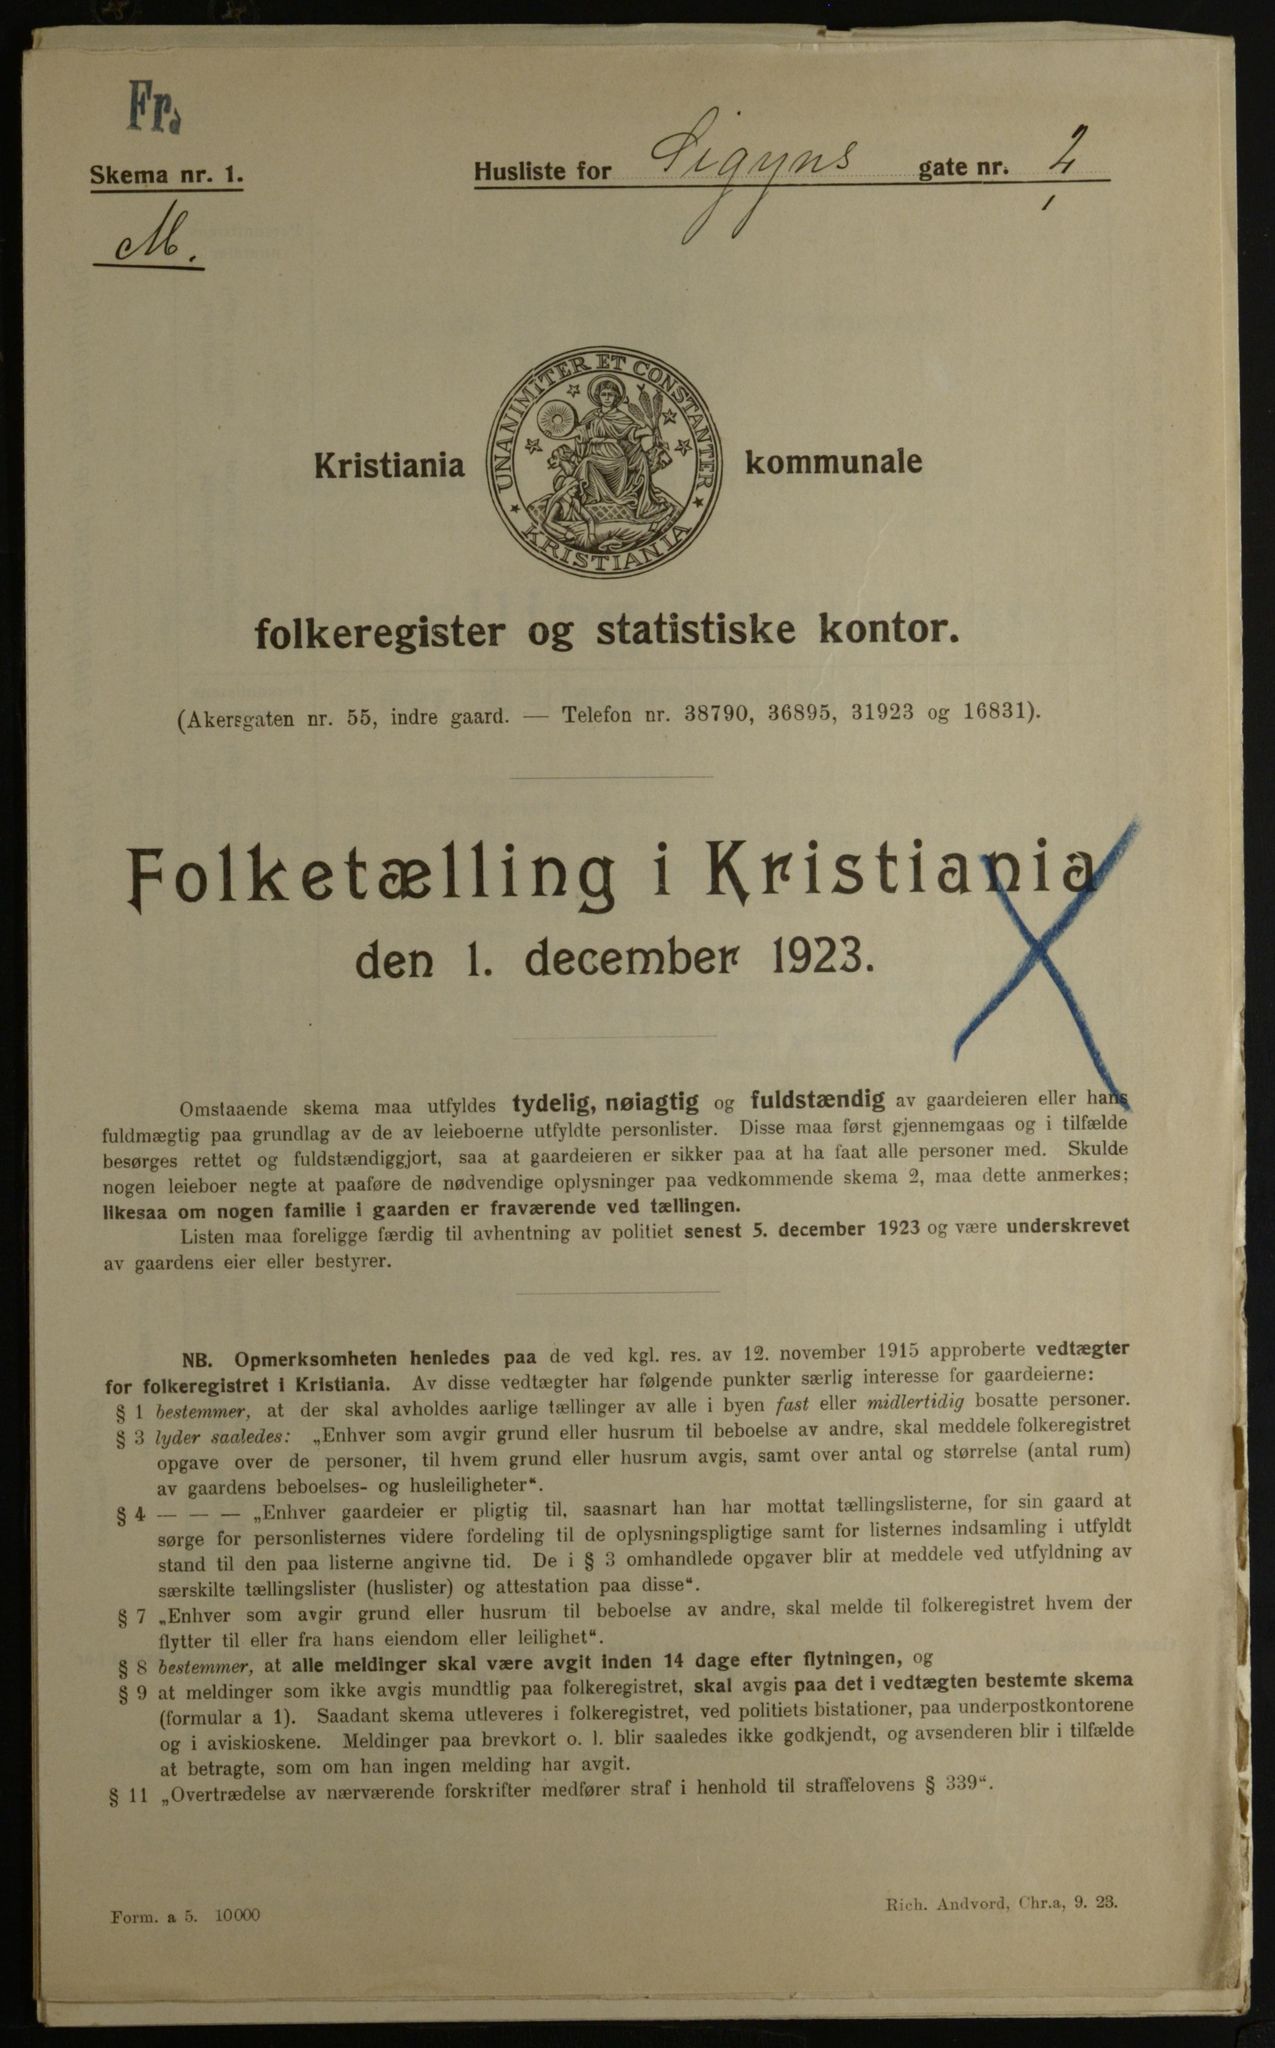 Fr.
Skema nr. 1.
M.
Husliste for Sigyns gate nr. 2
UNANIMITER ET CONSTANTER
KRISTIANIA
Kristiania kommunale
folkeregister og statistiske kontor.
(Akersgaten nr. 55, indre gaard. — Telefon nr. 38790, 36895, 31923 og 16831).
Folketælling i Kristiania
den 1. december 1923.
Omstaaende skema maa utfyldes tydelig, nøiagtig og fuldstændig av gaardeieren eller hans
fuldmægtig paa grundlag av de av leieboerne utfyldte personlister. Disse maa først gjennemgaas og i tilfælde
besørges rettet og fuldstændiggjort, saa at gaardeieren er sikker paa at ha faat alle personer med. Skulde
nogen leieboer negte at paaføre de nødvendige oplysninger paa vedkommende skema 2, maa dette anmerkes;
likesaa om nogen familie i gaarden er fraværende ved tællingen.
Listen maa foreligge færdig til avhentning av politiet senest 5. december 1923 og være underskrevet
av gaardens eier eller bestyrer.
NB. Opmerksomheten henledes paa de ved kgl. res. av 12. november 1915 approberte vedtægter
for folkeregistret i Kristiania. Av disse vedtægter har følgende punkter særlig interesse for gaardeierne:
§ 1 bestemmer, at der skal avholdes aarlige tællinger av alle i byen fast eller midlertidig bosatte personer.
§ 3 lyder saaledes: „Enhver som avgir grund eller husrum til beboelse av andre, skal meddele folkeregistret
opgave over de personer, til hvem grund eller husrum avgis, samt over antal og størrelse (antal rum)
av gaardens beboelses- og husleiligheter“.
§ 4 — — — „Enhver gaardeier er pligtig til, saasnart han har mottat tællingslisterne, for sin gaard at
sørge for personlisternes videre fordeling til de oplysningspligtige samt for listernes indsamling i utfyldt
stand til den paa listerne angivne tid. De i § 3 omhandlede opgaver blir at meddele ved utfyldning av
særskilte tællingslister (huslister) og attestation paa disse“.
§ 7 „Enhver som avgir grund eller husrum til beboelse av andre, skal melde til folkeregistret hvem der
flytter til eller fra hans eiendom eller leilighet“.
§ 8 bestemmer, at alle meldinger skal være avgit inden 14 dage efter flytningen, og
§ 9 at meldinger som ikke avgis mundtlig paa folkeregistret, skal avgis paa det i vedtægten bestemte skema
(formular a 1). Saadant skema utleveres i folkeregistret, ved politiets bistationer, paa underpostkontorene
og i aviskioskene. Meldinger paa brevkort o. l. blir saaledes ikke godkjendt, og avsenderen blir i tilfælde
at betragte, som om han ingen melding har avgit.
§ 11 „Overtrædelse av nærværende forskrifter medfører straf i henhold til straffelovens § 339“.
Form. a 5. 10000
Rich. Andvord, Chr.a, 9. 23.